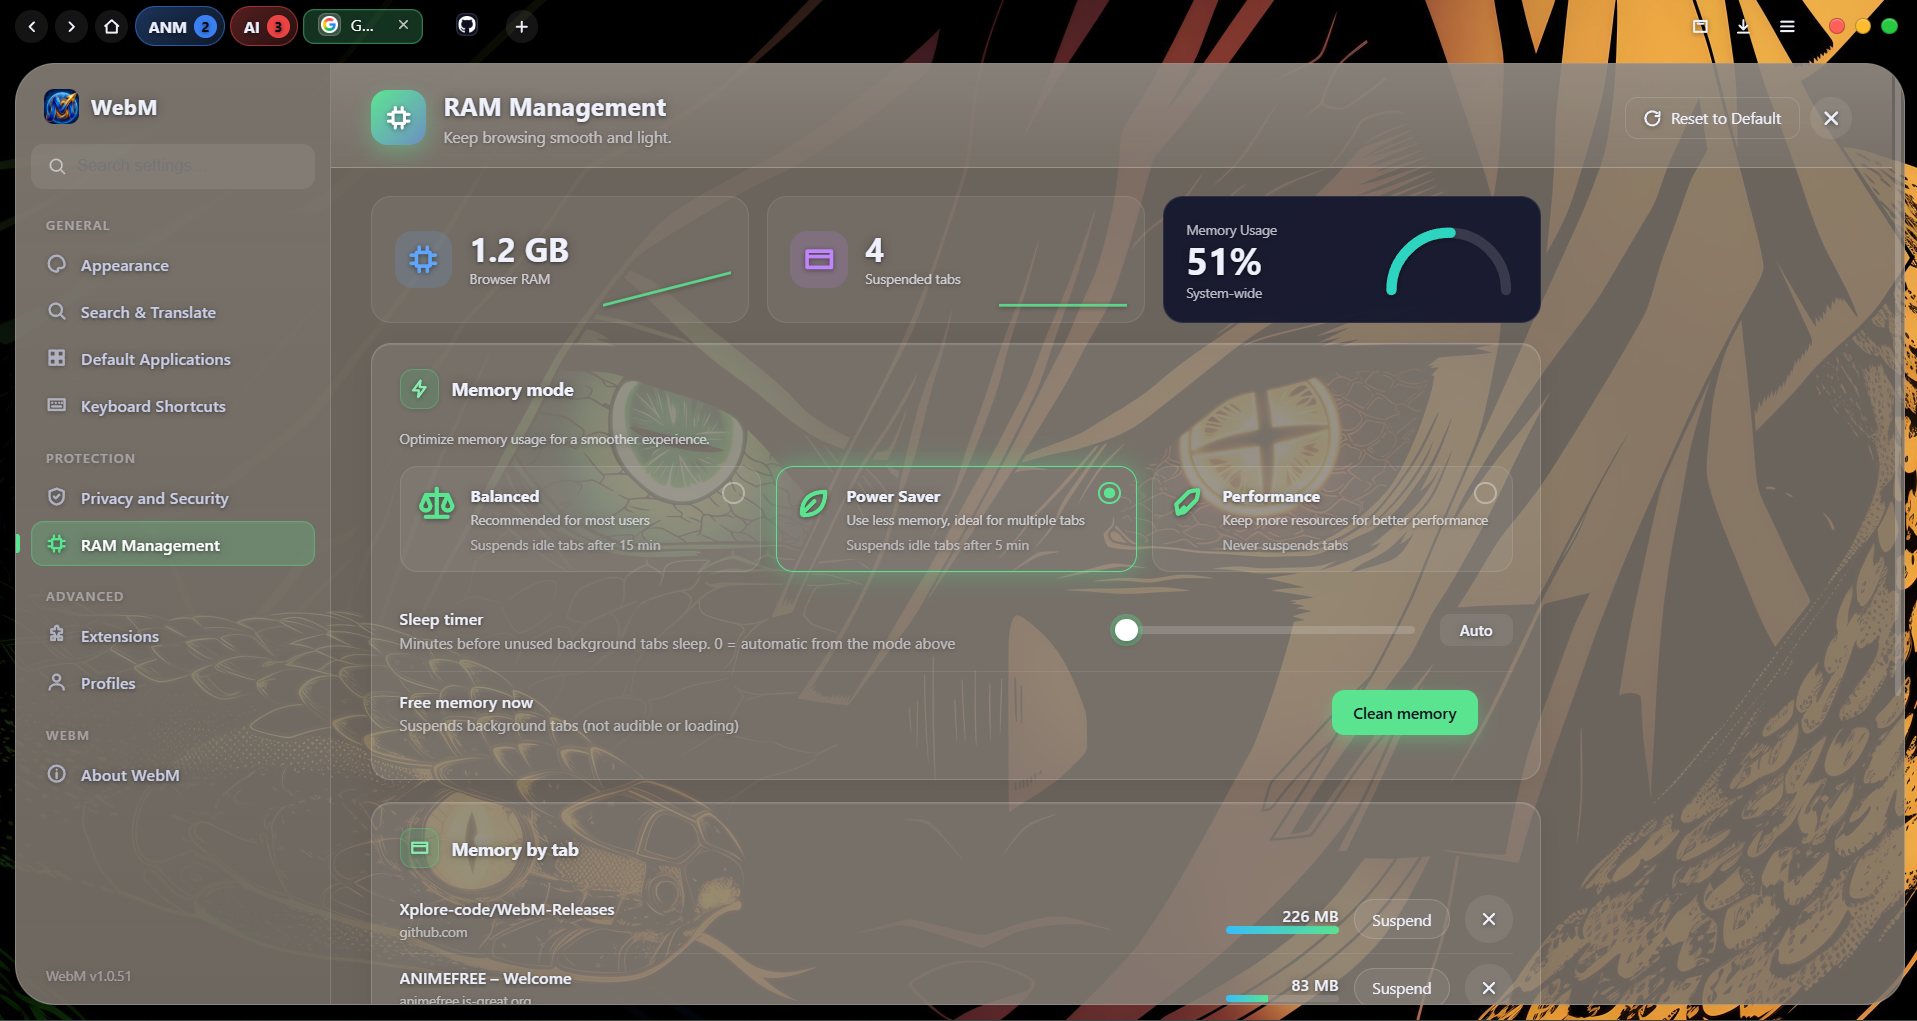 ANM 2
AI 3
G...
WebM
Search settings...
GENERAL
Appearance
Search & Translate
Default Applications
Keyboard Shortcuts
PROTECTION
Privacy and Security
RAM Management
ADVANCED
Extensions
Profiles
WEBM
About WebM
WebM v1.0.51
RAM Management
Keep browsing smooth and light.
Reset to Default
1.2 GB
Browser RAM
4
Suspended tabs
Memory Usage
51%
System-wide
Memory mode
Optimize memory usage for a smoother experience.
Balanced
Recommended for most users
Suspends idle tabs after 15 min
Power Saver
Use less memory, ideal for multiple tabs
Suspends idle tabs after 5 min
Performance
Keep more resources for better performance
Never suspends tabs
Sleep timer
Minutes before unused background tabs sleep. 0 = automatic from the mode above
Auto
Free memory now
Suspends background tabs (not audible or loading)
Clean memory
Memory by tab
Xplore-code/WebM-Releases
github.com
226 MB
Suspend
ANIMEFREE – Welcome
animefree.is-great.org
83 MB
Suspend